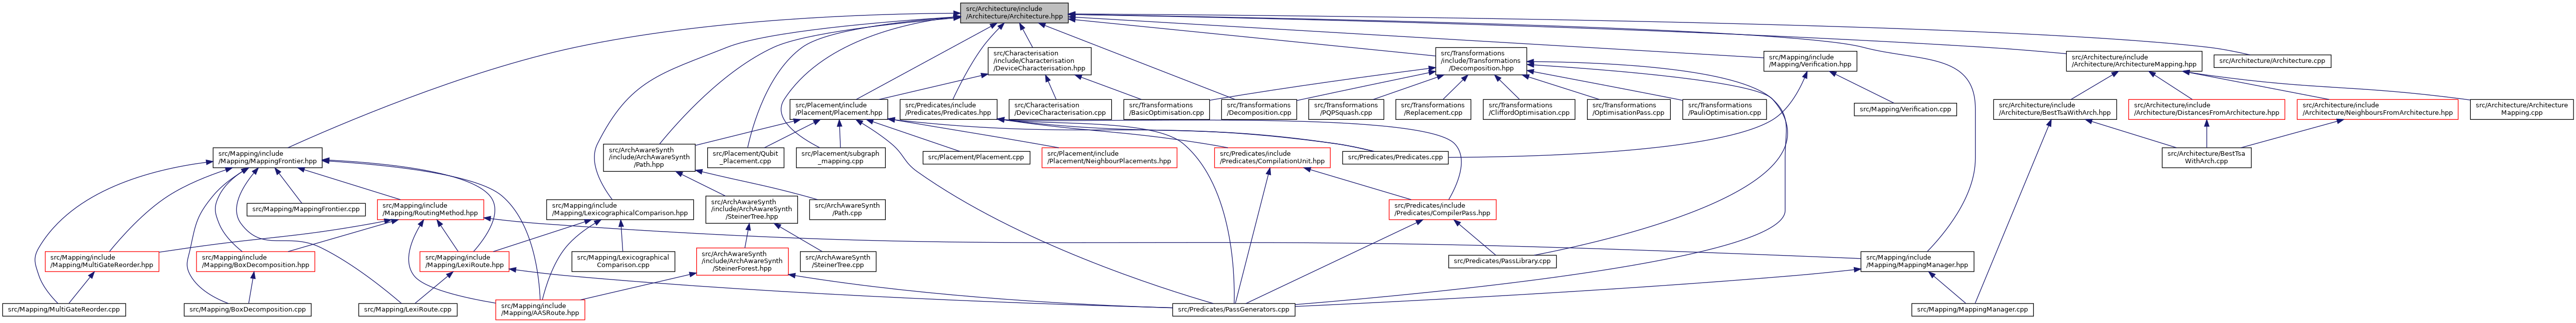 src/Architecture/include
/Architecture/Architecture.hpp
src/Characterisation
/include/Characterisation
/DeviceCharacterisation.hpp
src/Transformations
/include/Transformations
/Decomposition.hpp
src/Mapping/include
/Mapping/Verification.hpp
src/Architecture/include
/Architecture/ArchitectureMapping.hpp
src/Architecture/Architecture.cpp
src/Placement/include
/Placement/Placement.hpp
src/Predicates/include
/Predicates/Predicates.hpp
src/Characterisation
/DeviceCharacterisation.cpp
src/Transformations
/BasicOptimisation.cpp
src/Transformations
/Decomposition.cpp
src/Transformations
/PQPSquash.cpp
src/Transformations
/Replacement.cpp
src/Transformations
/CliffordOptimisation.cpp
src/Transformations
/OptimisationPass.cpp
src/Transformations
/PauliOptimisation.cpp
src/Mapping/Verification.cpp
src/Architecture/include
/Architecture/BestTsaWithArch.hpp
src/Architecture/include
/Architecture/DistancesFromArchitecture.hpp
src/Architecture/include
/Architecture/NeighboursFromArchitecture.hpp
src/Architecture/Architecture
Mapping.cpp
src/Mapping/include
/Mapping/MappingFrontier.hpp
src/ArchAwareSynth
/include/ArchAwareSynth
/Path.hpp
src/Placement/Qubit
_Placement.cpp
src/Placement/subgraph
_mapping.cpp
src/Placement/Placement.cpp
src/Placement/include
/Placement/NeighbourPlacements.hpp
src/Predicates/include
/Predicates/CompilationUnit.hpp
src/Predicates/Predicates.cpp
src/Architecture/BestTsa
WithArch.cpp
src/Mapping/MappingFrontier.cpp
src/Mapping/include
/Mapping/RoutingMethod.hpp
src/Mapping/include
/Mapping/LexicographicalComparison.hpp
src/ArchAwareSynth
/include/ArchAwareSynth
/SteinerTree.hpp
src/ArchAwareSynth
/Path.cpp
src/Predicates/include
/Predicates/CompilerPass.hpp
src/Mapping/include
/Mapping/MultiGateReorder.hpp
src/Mapping/include
/Mapping/BoxDecomposition.hpp
src/Mapping/include
/Mapping/LexiRoute.hpp
src/Mapping/Lexicographical
Comparison.cpp
src/ArchAwareSynth
/include/ArchAwareSynth
/SteinerForest.hpp
src/ArchAwareSynth
/SteinerTree.cpp
src/Predicates/PassLibrary.cpp
src/Mapping/include
/Mapping/MappingManager.hpp
src/Mapping/MultiGateReorder.cpp
src/Mapping/BoxDecomposition.cpp
src/Mapping/LexiRoute.cpp
src/Mapping/include
/Mapping/AASRoute.hpp
src/Predicates/PassGenerators.cpp
src/Mapping/MappingManager.cpp